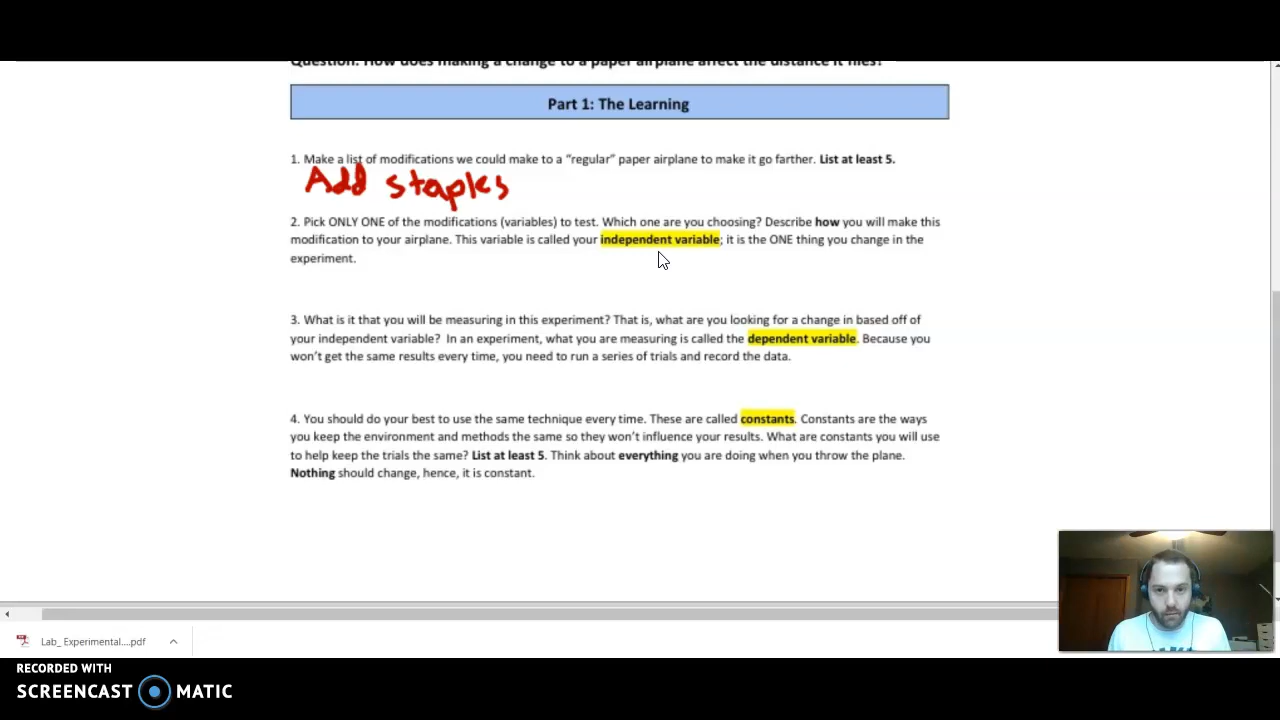 Question: How does making a change to a paper airplane affect the distance it flies?
Part 1: The Learning
1. Make a list of modifications we could make to a “regular” paper airplane to make it go farther. List at least 5.
Add staples
2. Pick ONLY ONE of the modifications (variables) to test. Which one are you choosing? Describe how you will make this
modification to your airplane. This variable is called your independent variable; it is the ONE thing you change in the
experiment.
3. What is it that you will be measuring in this experiment? That is, what are you looking for a change in based off of
your independent variable? In an experiment, what you are measuring is called the dependent variable. Because you
won’t get the same results every time, you need to run a series of trials and record the data.
4. You should do your best to use the same technique every time. These are called constants. Constants are the ways
you keep the environment and methods the same so they won’t influence your results. What are constants you will use
to help keep the trials the same? List at least 5. Think about everything you are doing when you throw the plane.
Nothing should change, hence, it is constant.
Lab_ Experimental....pdf
RECORDED WITH
SCREENCAST MATIC